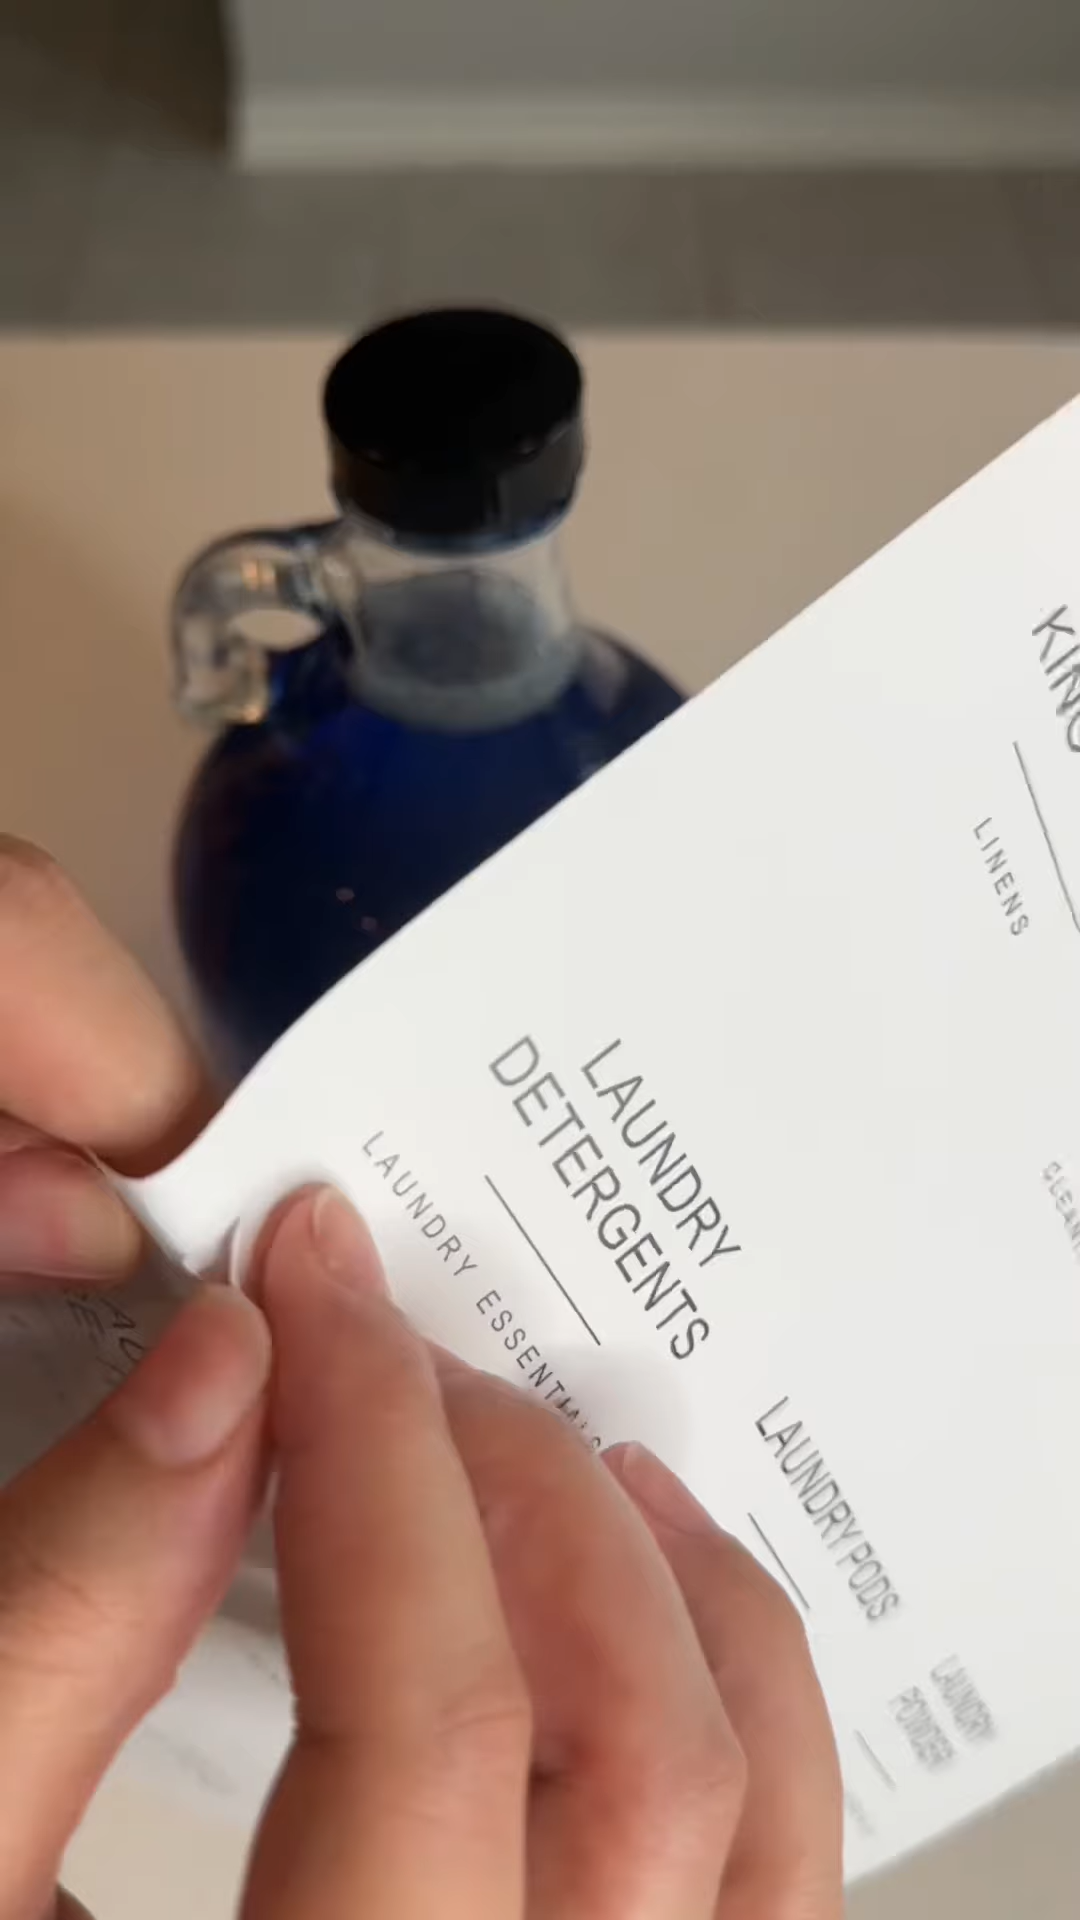 LAUNDRY
DETERGENTS
LAUNDRY ESSENTIALS
LINENS
LAUNDRY PODS
LAUNDRY
POWDER